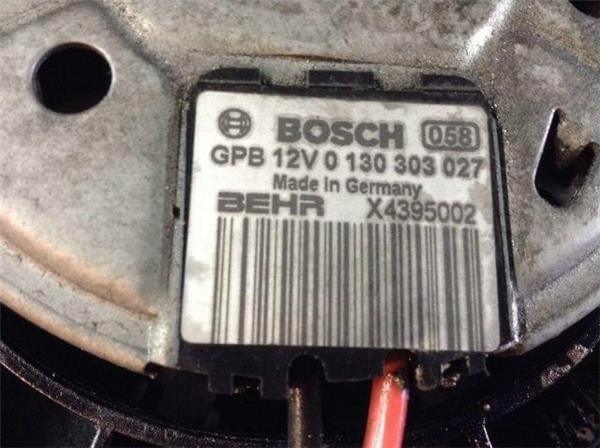 BOSCH 058
GPB 12V 0 130 303 027
Made in Germany
BEHR X4395002